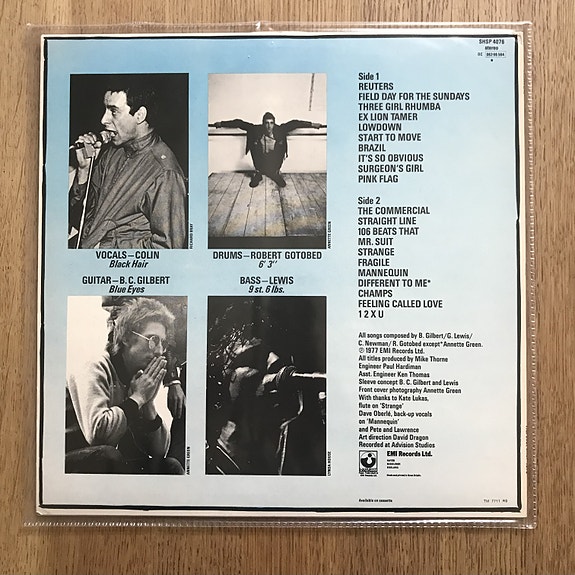 SHSP 4076
stereo
Side 1
REUTERS
FIELD DAY FOR THE SUNDAYS
THREE GIRL RHUMBA
EX LION TAMER
LOWDOWN
START TO MOVE
BRAZIL
IT'S SO OBVIOUS
SURGEON'S GIRL
PINK FLAG
Side 2
THE COMMERCIAL
STRAIGHT LINE
106 BEATS THAT
MR. SUIT
STRANGE
FRAGILE
MANNEQUIN
DIFFERENT TO ME*
CHAMPS
FEELING CALLED LOVE
1 2 X U
VOCALS—COLIN
Black Hair
DRUMS—ROBERT GOTOBED
6' 3"
GUITAR—B.C. GILBERT
Blue Eyes
BASS—LEWIS
9 st. 6 lbs.
ANNETTE GREEN
ANNETTE GREEN
All songs composed by B. Gilbert/G. Lewis/
C. Newman/R. Gotobed except*Annette Green.
℗ 1977 EMI Records Ltd.
All titles produced by Mike Thorne
Engineer Paul Hardiman
Asst. Engineer Ken Thomas
Sleeve concept B. C. Gilbert and Lewis
Front cover photography Annette Green
With thanks to Kate Lukas,
flute on 'Strange'
Dave Oberlé, back-up vocals
on 'Mannequin'
and Pete and Lawrence
Art direction David Dragon
Recorded at Advision Studios
EMI Records Ltd.
Available on cassette